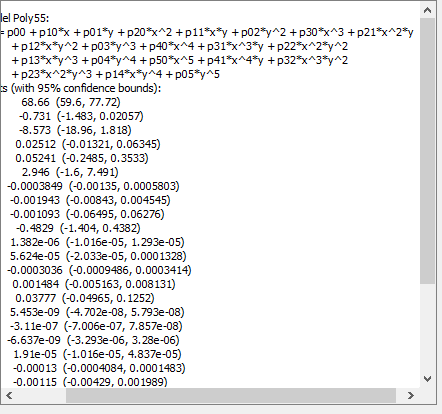 lel Poly55:
= p00 + p10*x + p01*y + p20*x^2 + p11*x*y + p02*y^2 + p30*x^3 + p21*x^2*y
+ p12*x*y^2 + p03*y^3 + p40*x^4 + p31*x^3*y + p22*x^2*y^2
+ p13*x*y^3 + p04*y^4 + p50*x^5 + p41*x^4*y + p32*x^3*y^2
+ p23*x^2*y^3 + p14*x*y^4 + p05*y^5
ts (with 95% confidence bounds):
68.66 (59.6, 77.72)
-0.731 (-1.483, 0.02057)
-8.573 (-18.96, 1.818)
0.02512 (-0.01321, 0.06345)
0.05241 (-0.2485, 0.3533)
2.946 (-1.6, 7.491)
-0.0003849 (-0.00135, 0.0005803)
-0.001943 (-0.00843, 0.004545)
-0.001093 (-0.06495, 0.06276)
-0.4829 (-1.404, 0.4382)
1.382e-06 (-1.016e-05, 1.293e-05)
5.624e-05 (-2.033e-05, 0.0001328)
-0.0003036 (-0.0009486, 0.0003414)
0.001484 (-0.005163, 0.008131)
0.03777 (-0.04965, 0.1252)
5.453e-09 (-4.702e-08, 5.793e-08)
-3.11e-07 (-7.006e-07, 7.857e-08)
-6.637e-09 (-3.293e-06, 3.28e-06)
1.91e-05 (-1.016e-05, 4.837e-05)
-0.00013 (-0.0004084, 0.0001483)
-0.00115 (-0.00429, 0.001989)